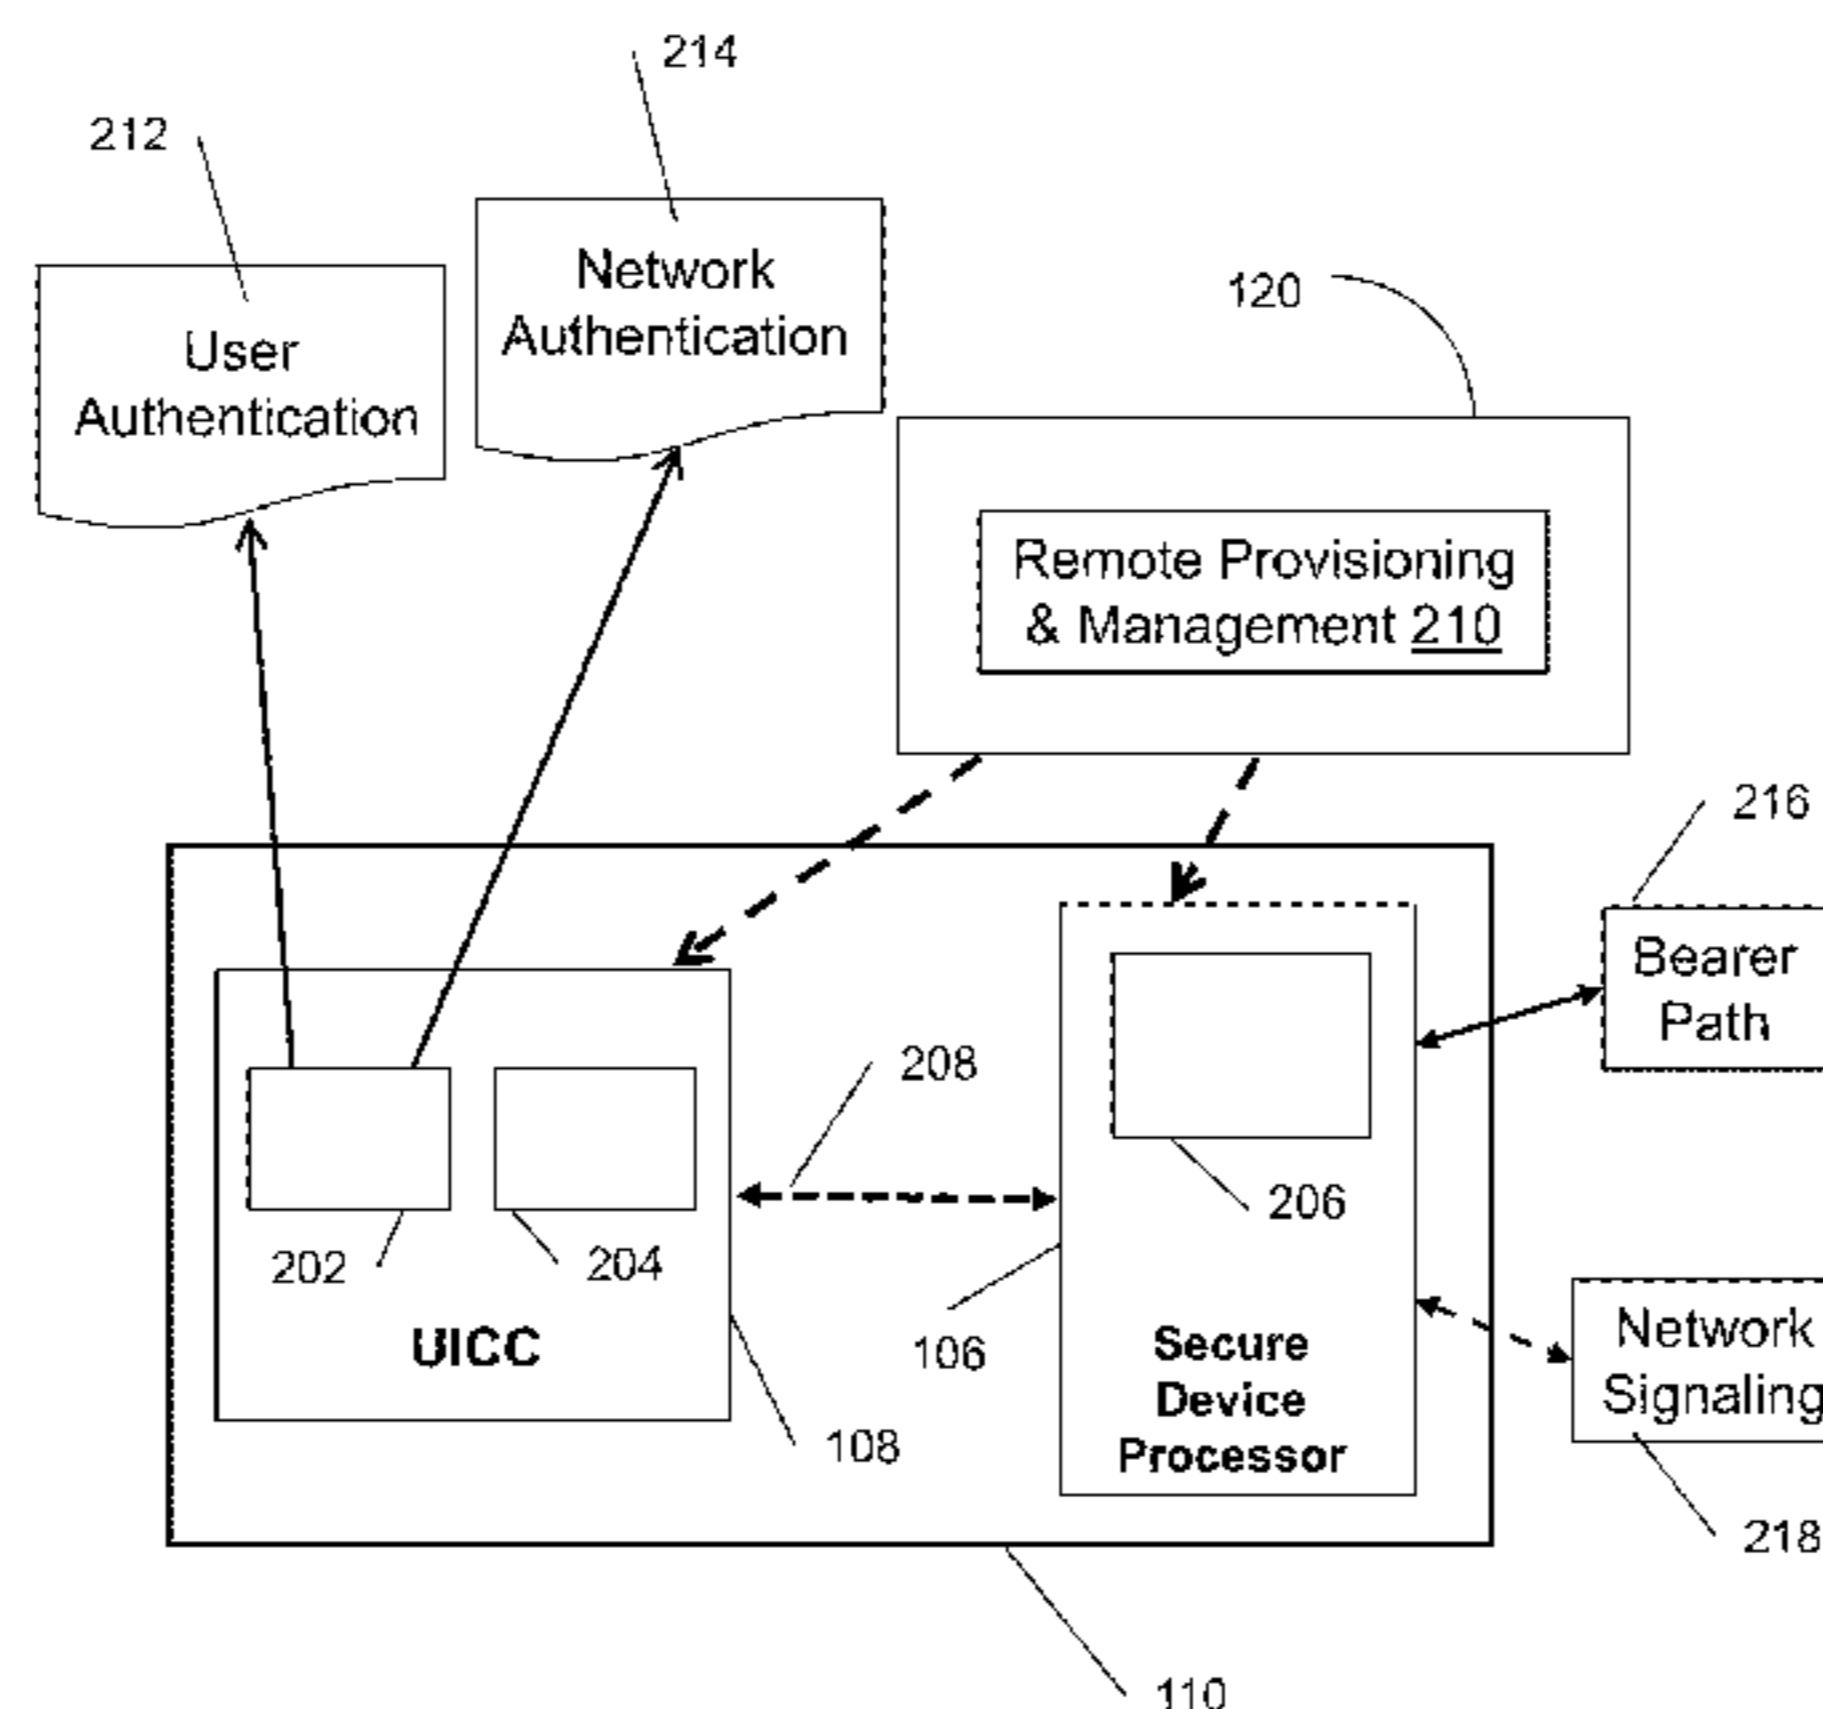 214
212
Network
Authentication
120
User
Authentication
Remote Provisioning
& Management 210
216
Bearer
Path
208
206
202
204
UICC
106
Secure
Device
Processor
Network
Signaling
108
218
110